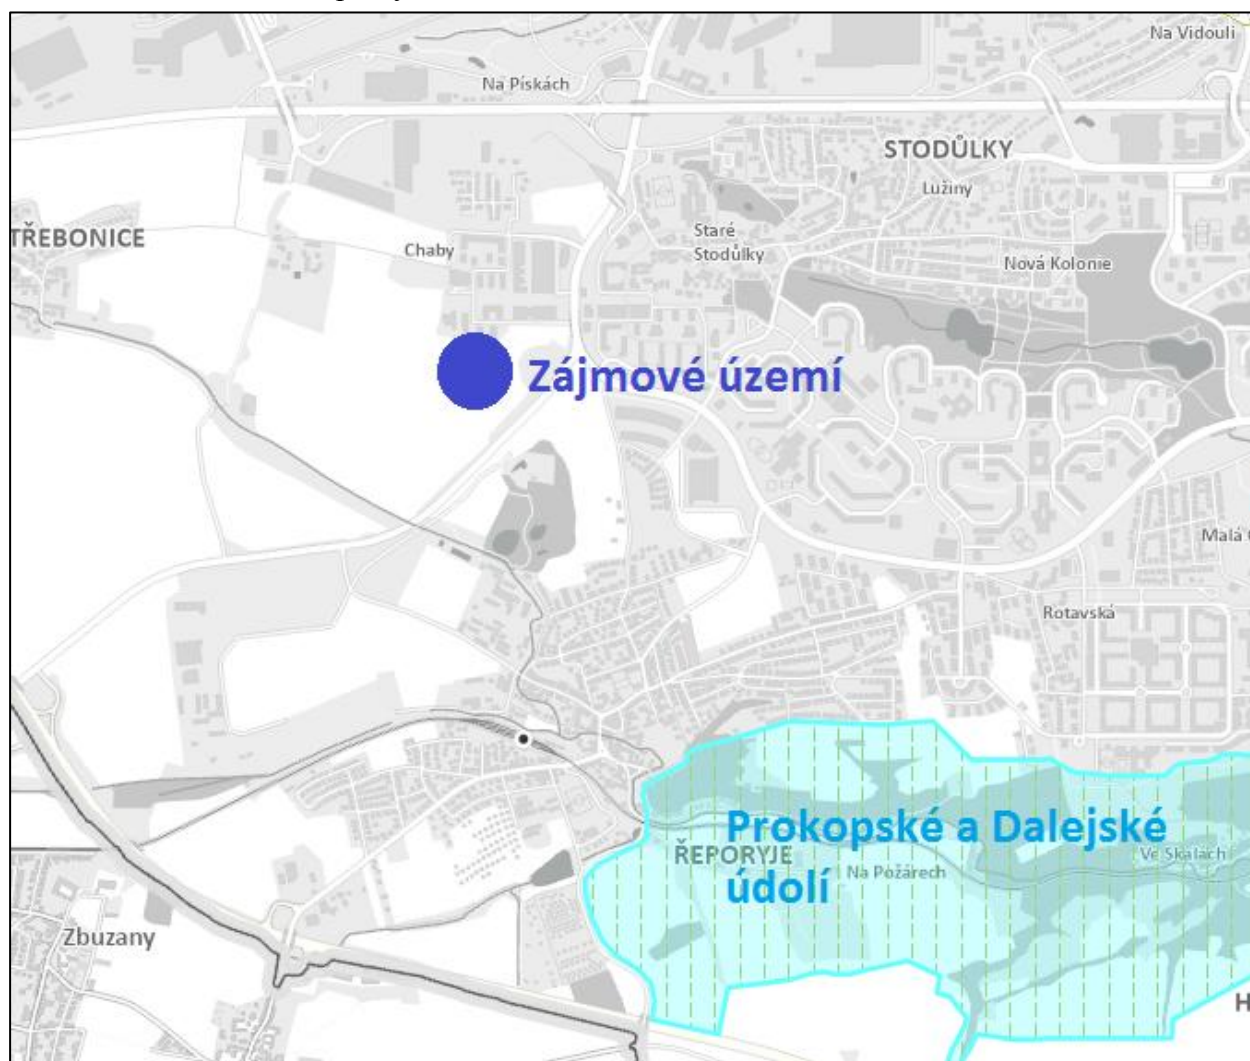 Na Vidouli
Na Pískách
STODŮLKY
Lužiny
TŘEBONICE
Chaby
Staré
Stodůlky
Nová Kolonie
Zájmové území
Malá
Rotavská
Prokopské a Dalejské
údolí
ŘEPORYJE
Na Požárech
Ve Skalách
Zbuzany
H